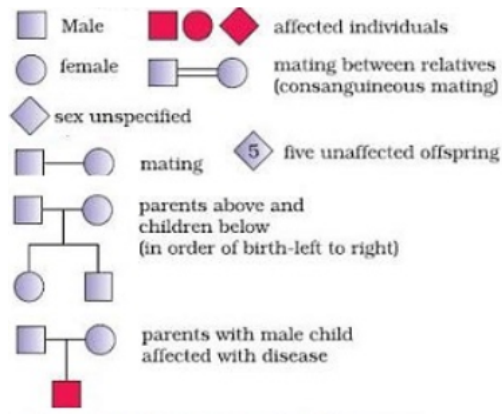 Male
affected individuals
female
mating between relatives
(consanguineous mating)
sex unspecified
mating
5
five unaffected offspring
parents above and
children below
(in order of birth-left to right)
parents with male child
affected with disease